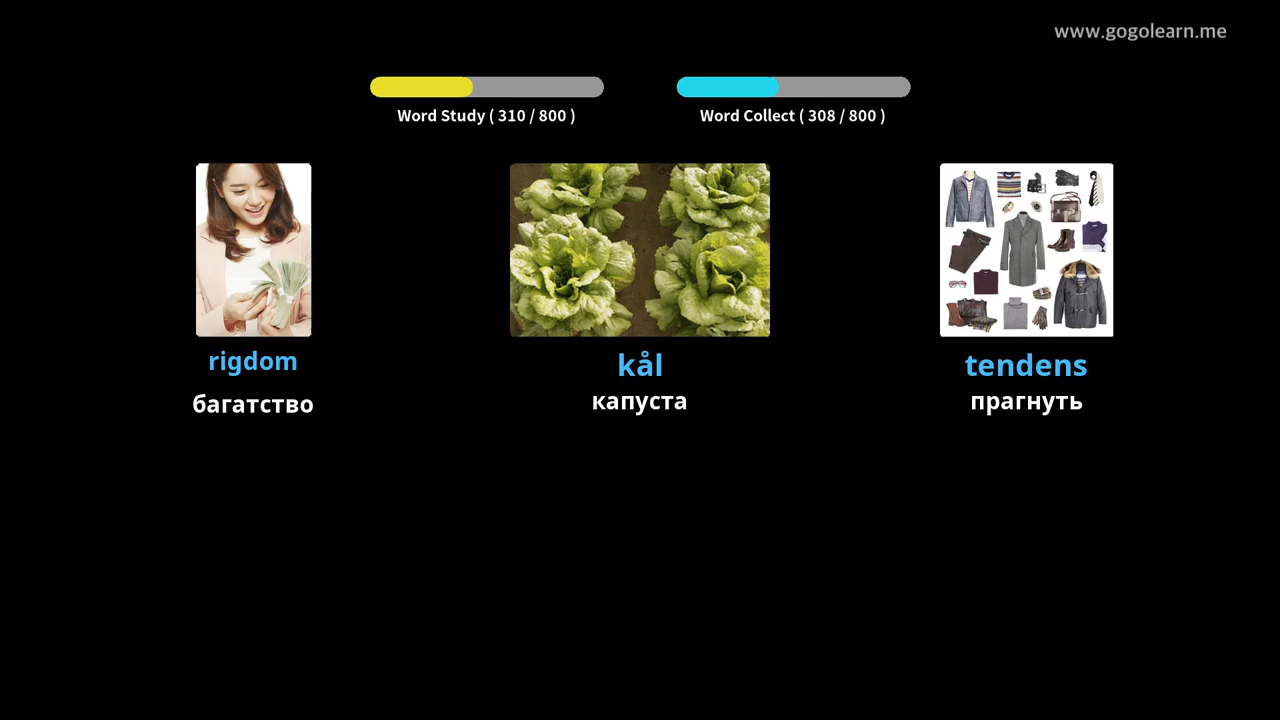 www.gogolearn.me
Word Study ( 310 / 800 )
Word Collect ( 308 / 800 )
rigdom
багатство
kål
капуста
tendens
прагнуть